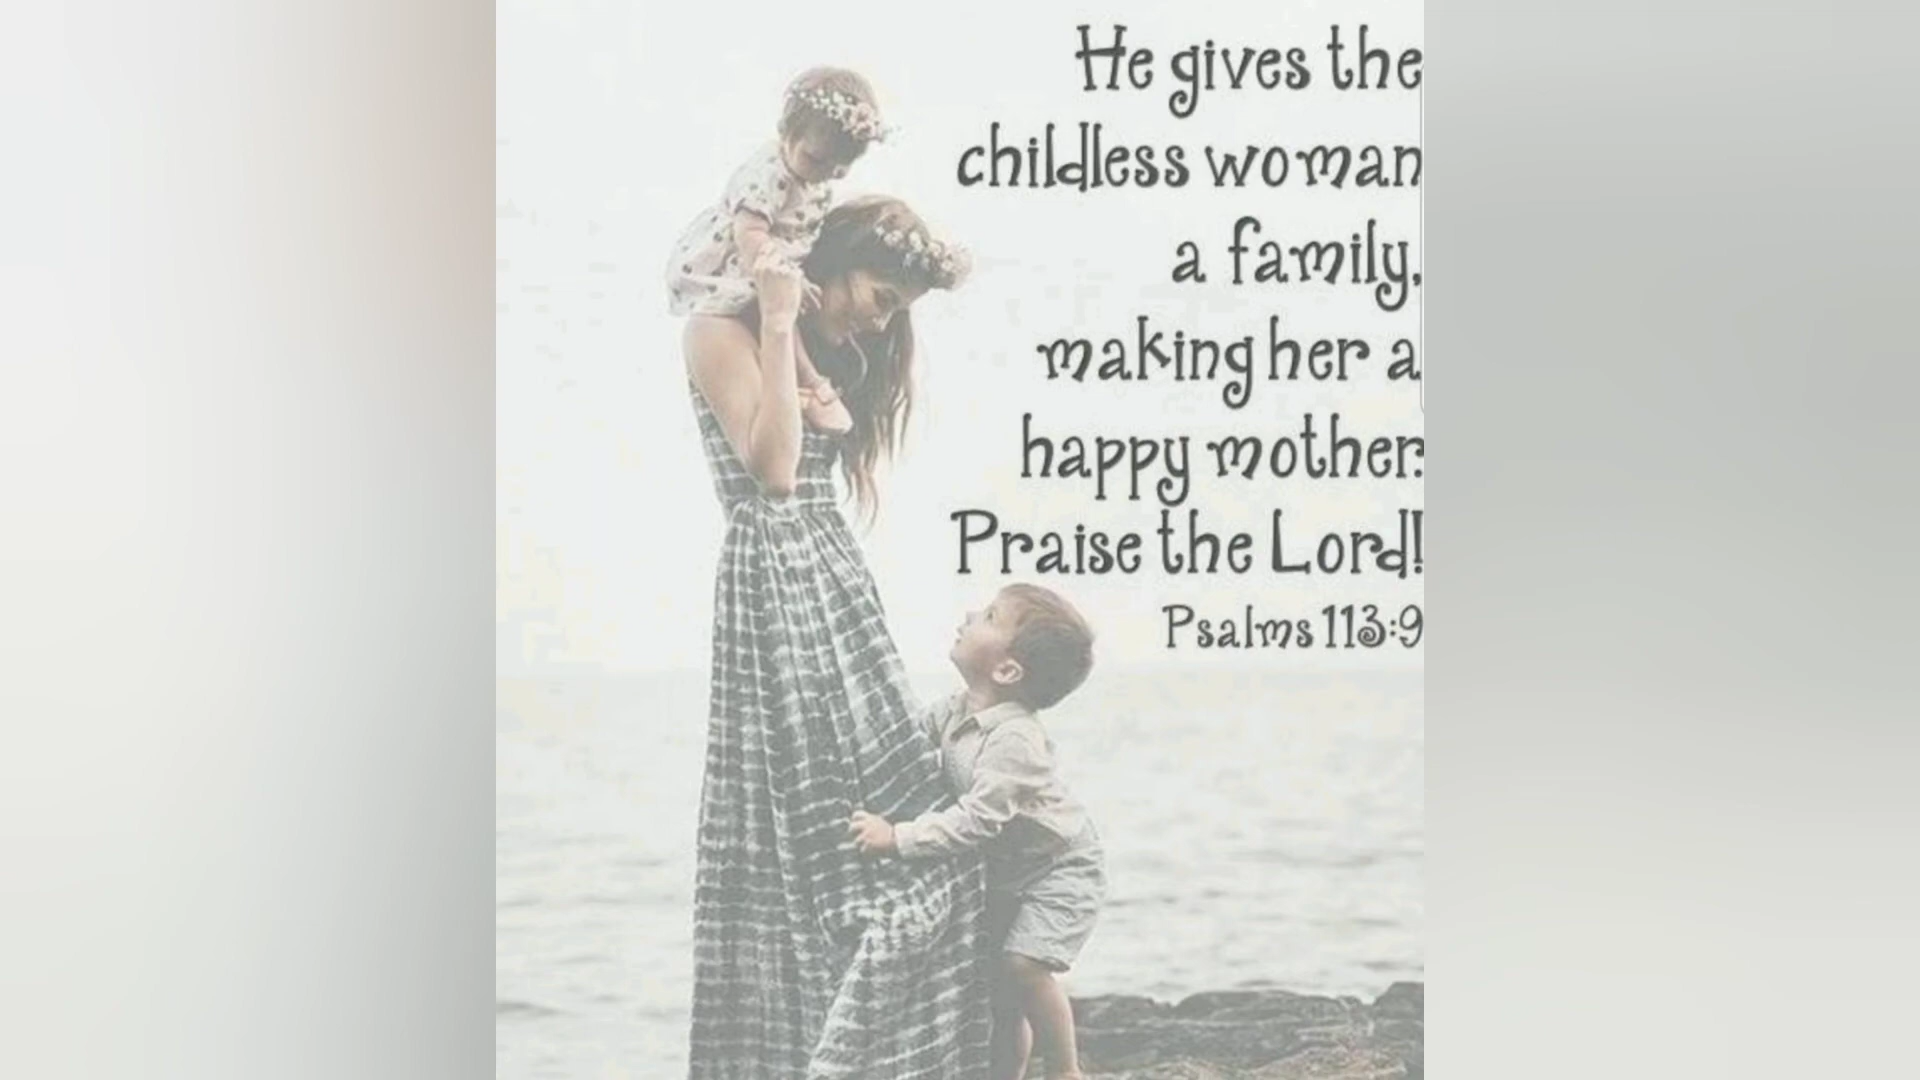 He gives the
childless woman
a family,
making her a
happy mother.
Praise the Lord!
Psalms 113:9